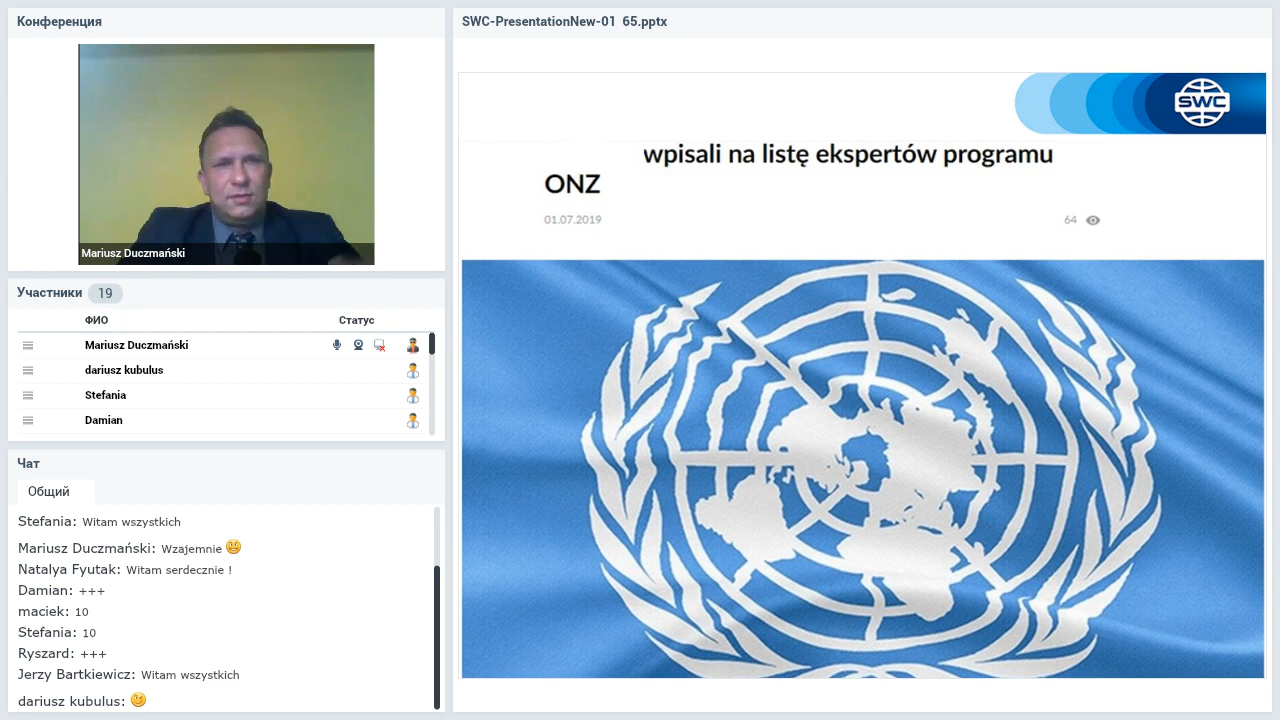 Конференция
Mariusz Duczmański
Участники 19
ФИО Статус
Mariusz Duczmański
dariusz kubulus
Stefania
Damian
Чат
Общий
Stefania: Witam wszystkich
Mariusz Duczmański: Wzajemnie
Natalya Fyutak: Witam serdecznie !
Damian: +++
maciek: 10
Stefania: 10
Ryszard: +++
Jerzy Bartkiewicz: Witam wszystkich
dariusz kubulus:
SWC-PresentationNew-01 65.pptx
SWC
wpisali na listę ekspertów programu
ONZ
01.07.2019 64